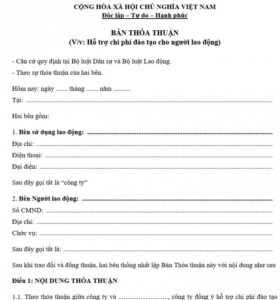 CỘNG HÒA XÃ HỘI CHỦ NGHĨA VIỆT NAM
Độc lập – Tự do – Hạnh phúc
BẢN THỎA THUẬN
(V/v: Hỗ trợ chi phí đào tạo cho người lao động)
- Căn cứ quy định tại Bộ luật Dân sự và Bộ luật Lao động.
- Theo sự thỏa thuận của hai bên.
Hôm nay: ngày ....... tháng ....... năm.......
Tại: ..............................
Hai bên gồm:
1. Bên sử dụng lao động: ..............................
Địa chỉ: ..............................
Điện thoại: ..............................
Đại diện: ..............................
Sau đây gọi tắt là "công ty"
2. Bên Người lao động: ..............................
Số CMND: ..............................
Địa chỉ: ..............................
Chức vụ: ..............................
Sau đây gọi tắt là: ..............................
Sau khi trao đổi và đồng thuận, hai bên thống nhất lập Bản Thỏa thuận này với nội dung như sau
Điều 1: NỘI DUNG THỎA THUẬN
1.1. Theo thỏa thuận giữa công ty và ...................., công ty đồng ý hỗ trợ chi phí đào tạo